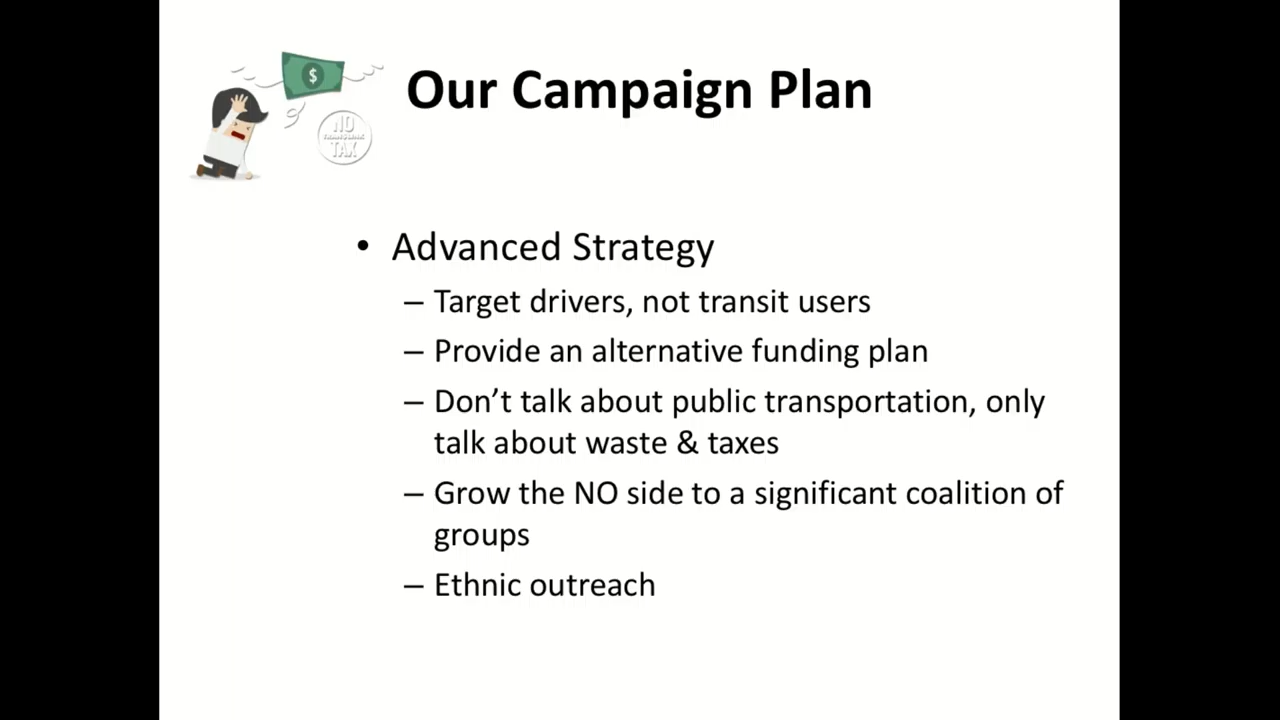 $
NO
TRANSLINK
TAX
Our Campaign Plan
• Advanced Strategy
– Target drivers, not transit users
– Provide an alternative funding plan
– Don’t talk about public transportation, only
talk about waste & taxes
– Grow the NO side to a significant coalition of
groups
– Ethnic outreach